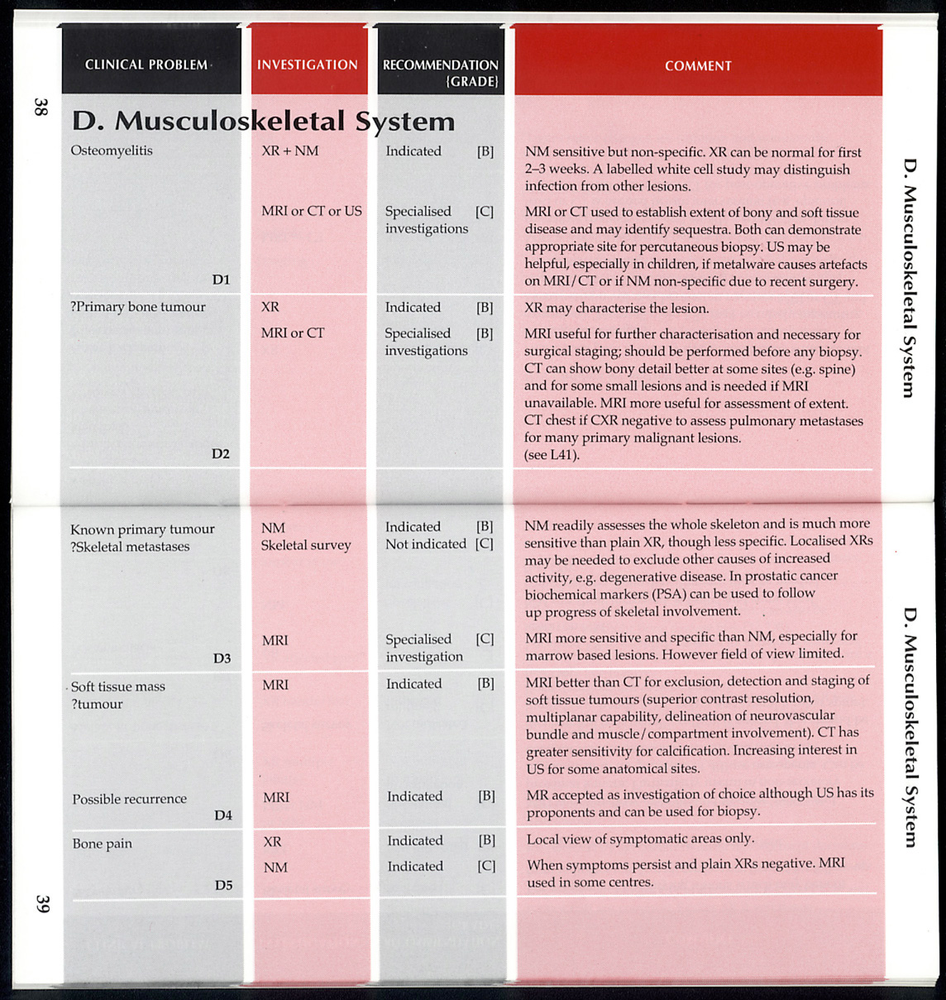 CLINICAL PROBLEM
INVESTIGATION
RECOMMENDATION
{GRADE}
COMMENT
38
D. Musculoskeletal System
D. Musculoskeletal System
Osteomyelitis
XR + NM
Indicated [B]
NM sensitive but non-specific. XR can be normal for first
2–3 weeks. A labelled white cell study may distinguish
infection from other lesions.
MRI or CT or US
Specialised [C]
investigations
MRI or CT used to establish extent of bony and soft tissue
disease and may identify sequestra. Both can demonstrate
appropriate site for percutaneous biopsy. US may be
helpful, especially in children, if metalware causes artefacts
on MRI/CT or if NM non-specific due to recent surgery.
D1
?Primary bone tumour
XR
Indicated [B]
XR may characterise the lesion.
MRI or CT
Specialised [B]
investigations
MRI useful for further characterisation and necessary for
surgical staging; should be performed before any biopsy.
CT can show bony detail better at some sites (e.g. spine)
and for some small lesions and is needed if MRI
unavailable. MRI more useful for assessment of extent.
CT chest if CXR negative to assess pulmonary metastases
for many primary malignant lesions.
(see L41).
D2
Known primary tumour
?Skeletal metastases
NM
Indicated [B]
Skeletal survey
Not indicated [C]
NM readily assesses the whole skeleton and is much more
sensitive than plain XR, though less specific. Localised XRs
may be needed to exclude other causes of increased
activity, e.g. degenerative disease. In prostatic cancer
biochemical markers (PSA) can be used to follow
up progress of skeletal involvement.
MRI
Specialised [C]
investigation
MRI more sensitive and specific than NM, especially for
marrow based lesions. However field of view limited.
D3
Soft tissue mass
?tumour
MRI
Indicated [B]
MRI better than CT for exclusion, detection and staging of
soft tissue tumours (superior contrast resolution,
multiplanar capability, delineation of neurovascular
bundle and muscle/compartment involvement). CT has
greater sensitivity for calcification. Increasing interest in
US for some anatomical sites.
Possible recurrence
MRI
Indicated [B]
MR accepted as investigation of choice although US has its
proponents and can be used for biopsy.
D4
Bone pain
XR
Indicated [B]
Local view of symptomatic areas only.
NM
Indicated [C]
When symptoms persist and plain XRs negative. MRI
used in some centres.
D5
39
D. Musculoskeletal System